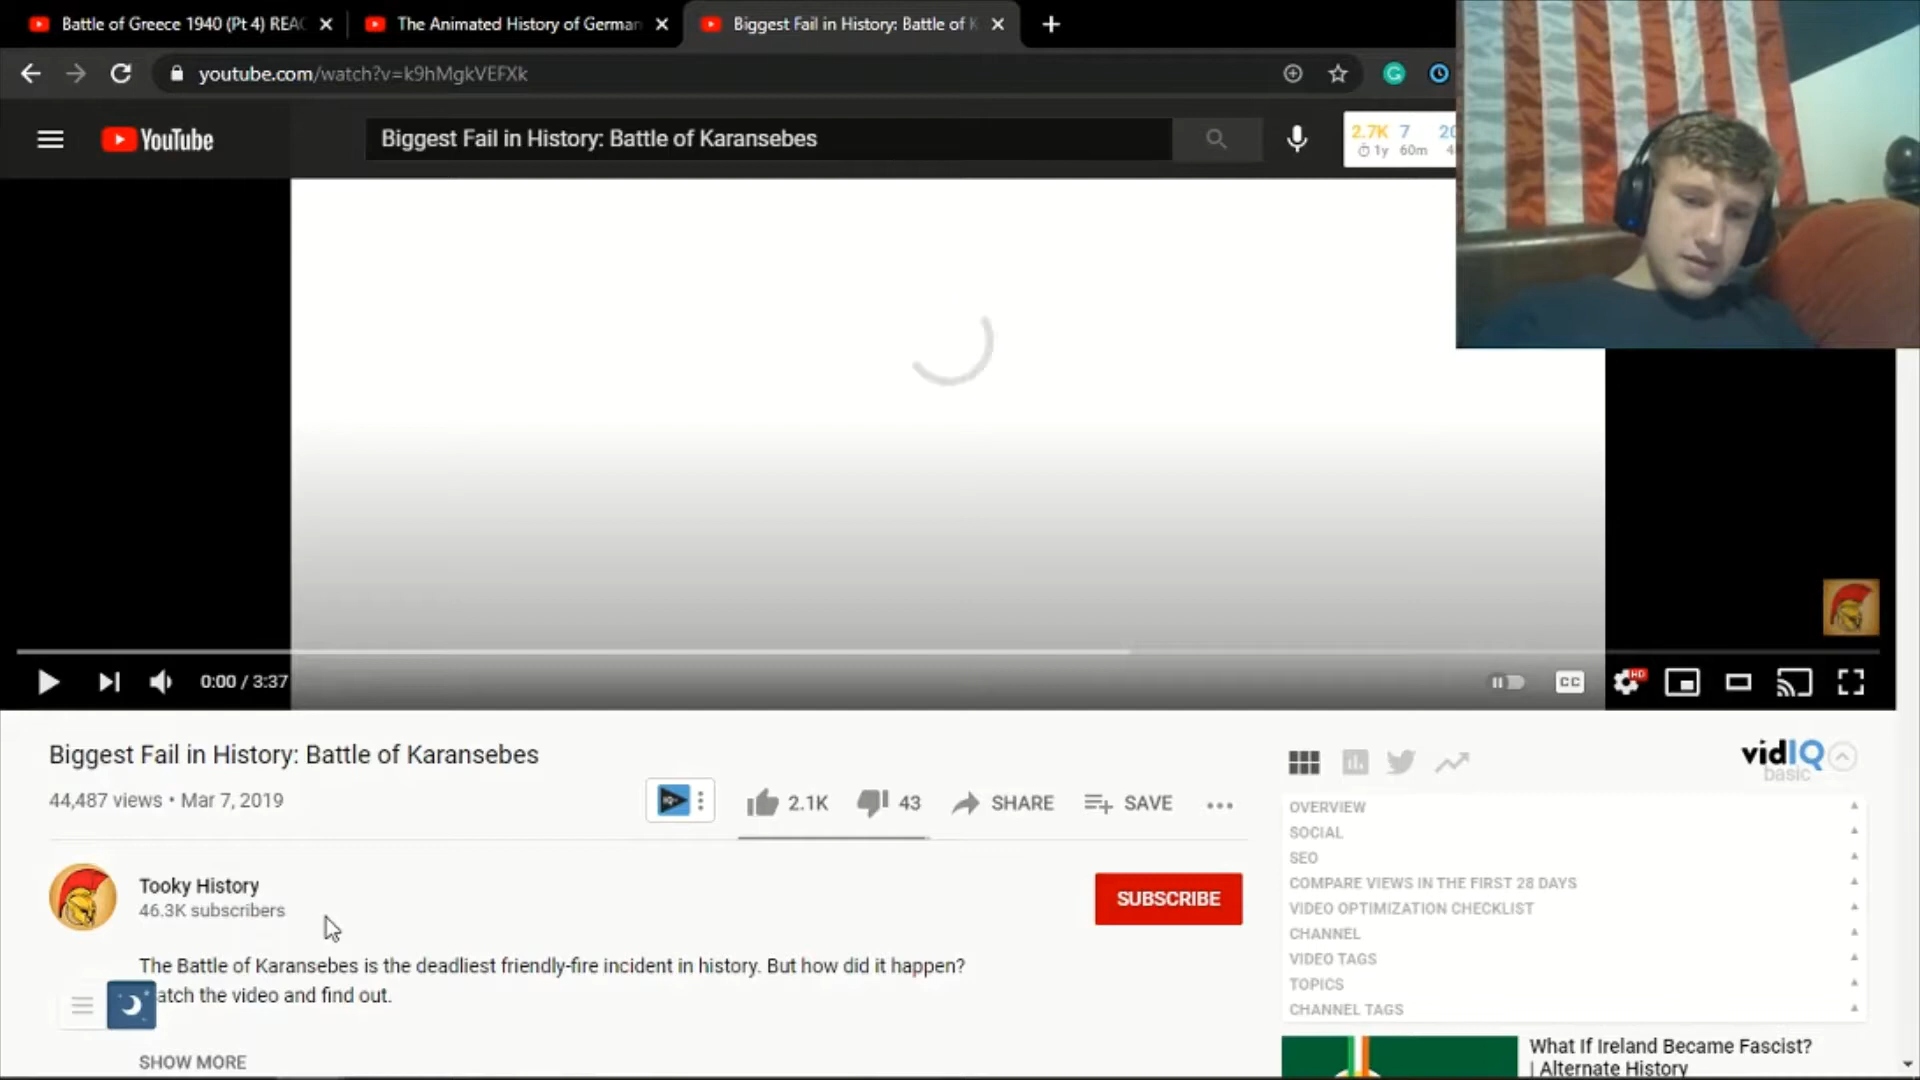 Battle of Greece 1940 (Pt 4) REAC
The Animated History of German
Biggest Fail in History: Battle of K
youtube.com/watch?v=k9hMgkVEFXk
YouTube
Biggest Fail in History: Battle of Karansebes
2.7K 7 20
1y 60m 4
0:00 / 3:37
CC
HD
Biggest Fail in History: Battle of Karansebes
44,487 views • Mar 7, 2019
2.1K
43
SHARE
SAVE
vidIQ
basic
Tooky History
46.3K subscribers
SUBSCRIBE
The Battle of Karansebes is the deadliest friendly-fire incident in history. But how did it happen?
atch the video and find out.
SHOW MORE
OVERVIEW
SOCIAL
SEO
COMPARE VIEWS IN THE FIRST 28 DAYS
VIDEO OPTIMIZATION CHECKLIST
CHANNEL
VIDEO TAGS
TOPICS
CHANNEL TAGS
What If Ireland Became Fascist?
| Alternate History